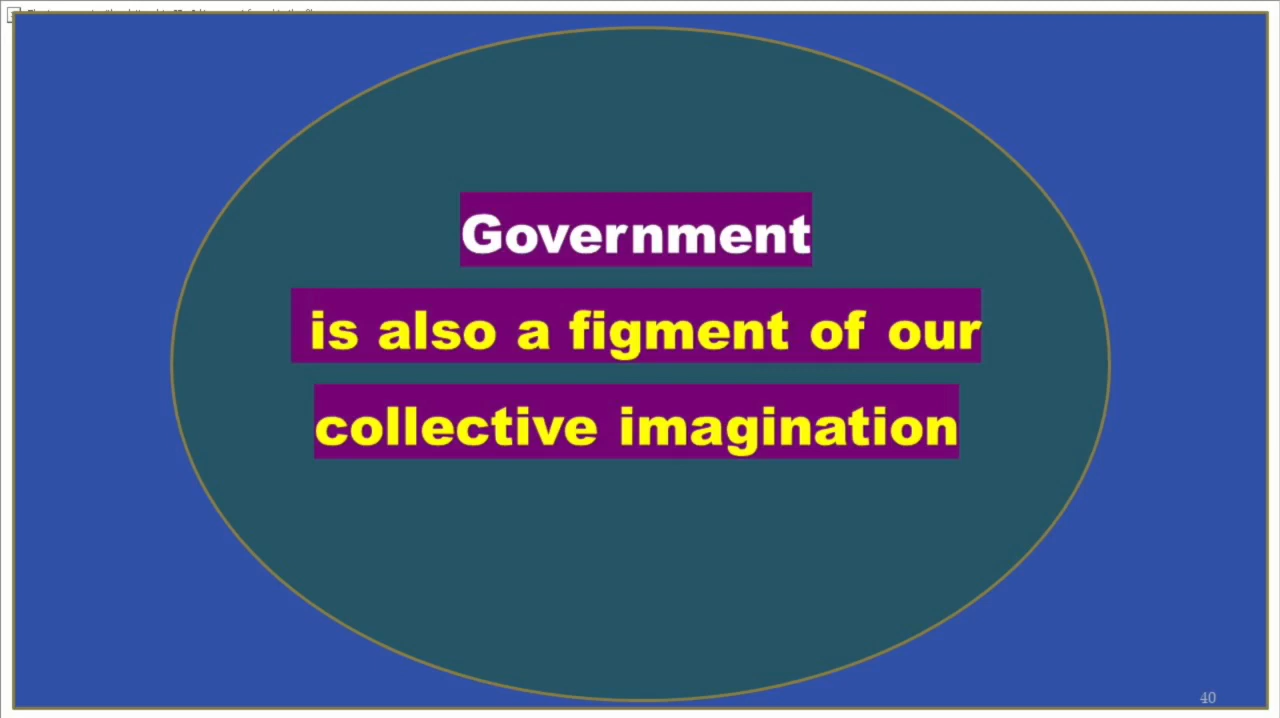 Government
is also a figment of our
collective imagination
40